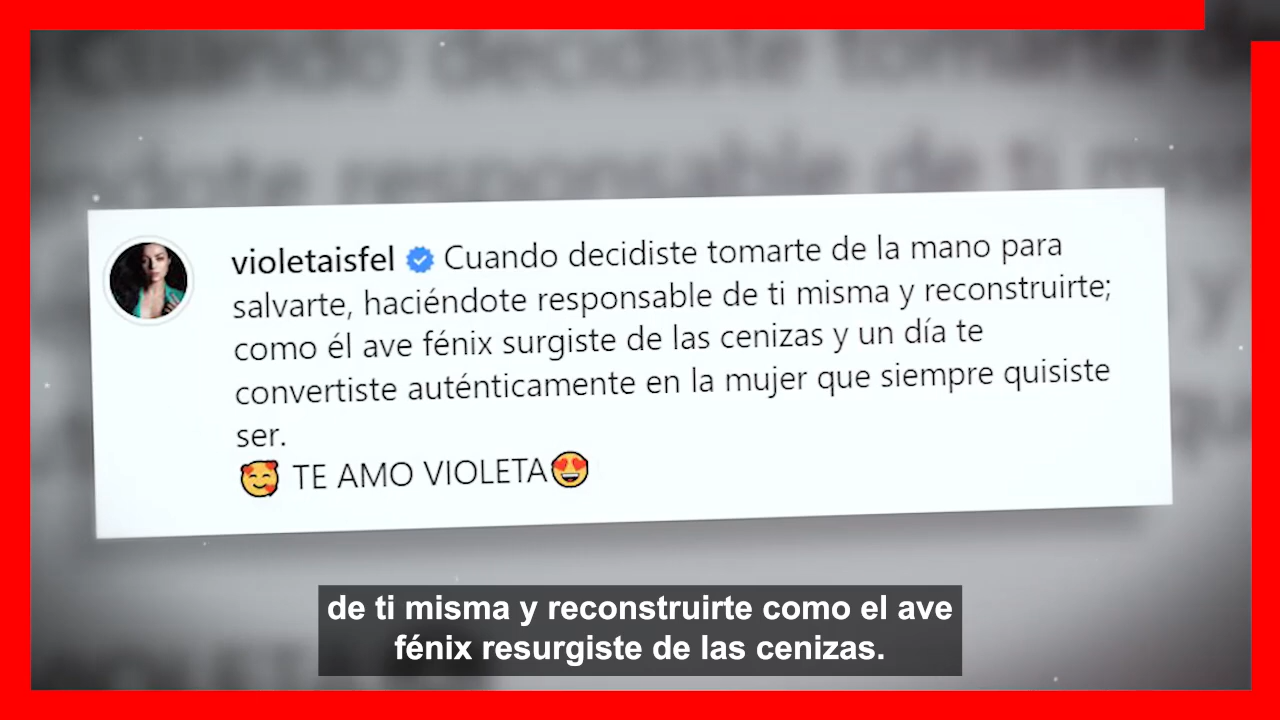 violetaisfel Cuando decidiste tomarte de la mano para
salvarte, haciéndote responsable de ti misma y reconstruirte;
como él ave fénix surgiste de las cenizas y un día te
convertiste auténticamente en la mujer que siempre quisiste
ser.
🥰 TE AMO VIOLETA😍
de ti misma y reconstruirte como el ave
fénix resurgiste de las cenizas.